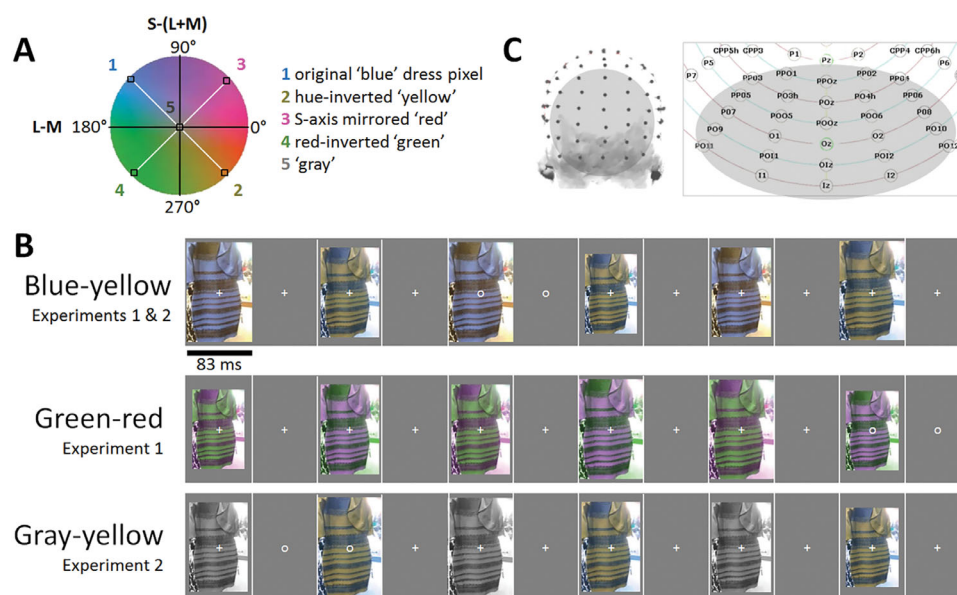 A
S-(L+M)
90°
1
3
5
L-M
180°
0°
4
2
270°
1 original ‘blue’ dress pixel
2 hue-inverted ‘yellow’
3 S-axis mirrored ‘red’
4 red-inverted ‘green’
5 ‘gray’
C
CPP5h CPP3 P1 P2 CPP4 CPP6h
P5 Pz P6
P7 PPO3 PPO1 PPOz PPO2 PPO4
PPO5 PO3h POz PO4h PPO6
PO7 POO5 POOz POO6 PO8
PO9 O1 Oz O2 PO10
PO11 POI1 OIz POI2 PO12
I1 Iz I2
B
Blue-yellow
Experiments 1 & 2
83 ms
Green-red
Experiment 1
Gray-yellow
Experiment 2